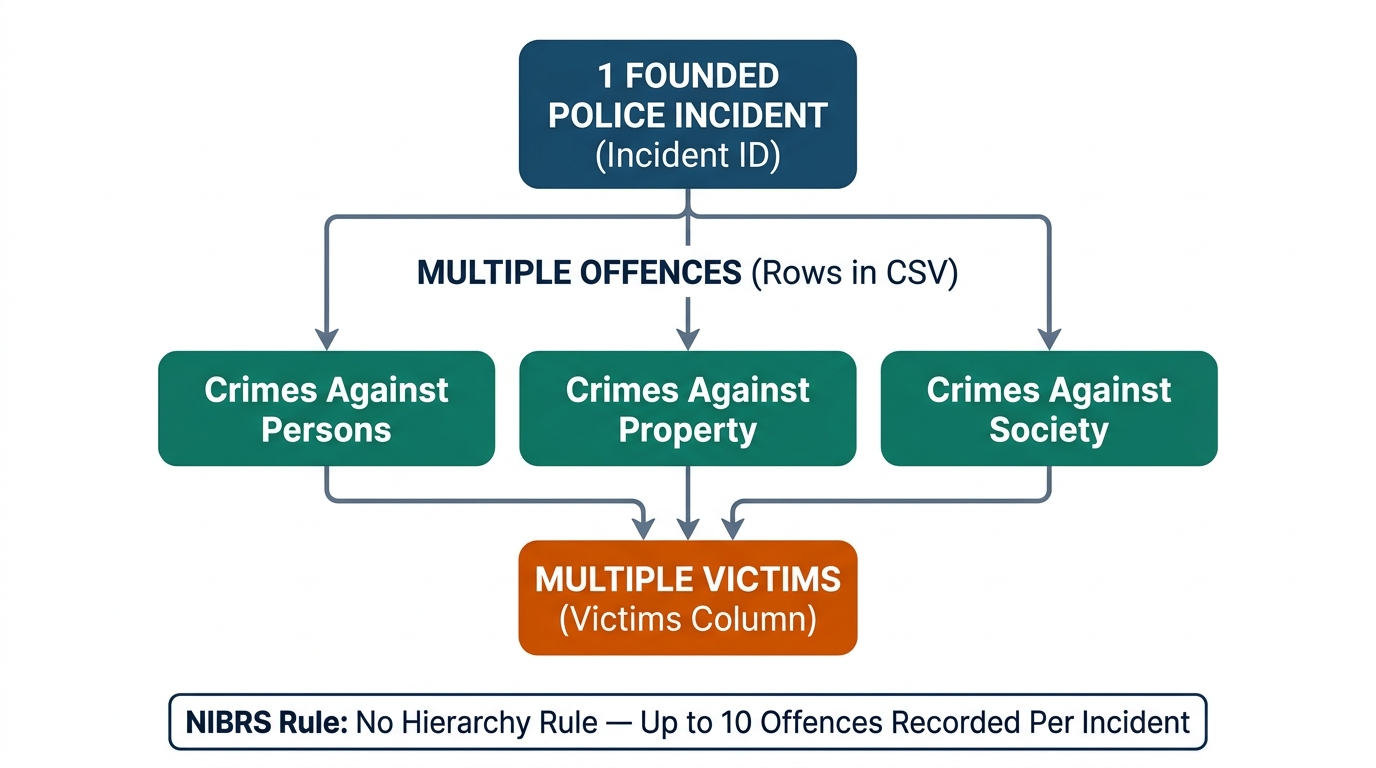 1 FOUNDED
POLICE INCIDENT
(Incident ID)
MULTIPLE OFFENCES (Rows in CSV)
Crimes Against
Persons
Crimes Against
Property
Crimes Against
Society
MULTIPLE VICTIMS
(Victims Column)
NIBRS Rule: No Hierarchy Rule — Up to 10 Offences Recorded Per Incident